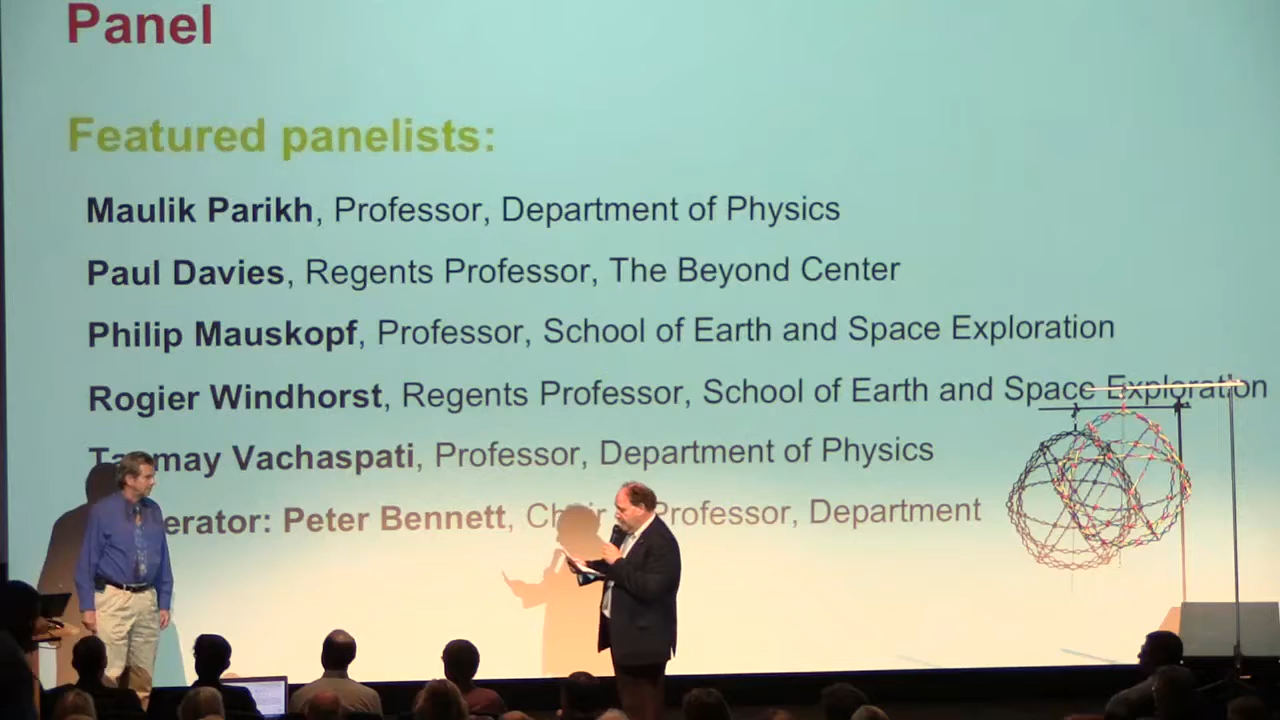 Panel
Featured panelists:
Maulik Parikh, Professor, Department of Physics
Paul Davies, Regents Professor, The Beyond Center
Philip Mauskopf, Professor, School of Earth and Space Exploration
Rogier Windhorst, Regents Professor, School of Earth and Space Exploration
Tanmay Vachaspati, Professor, Department of Physics
erator: Peter Bennett, Chair Professor, Department